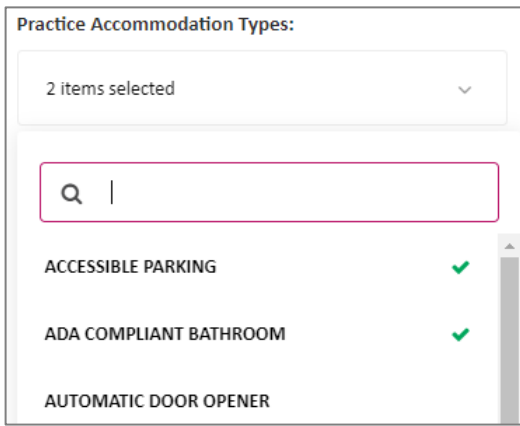 Practice Accommodation Types:
2 items selected
ACCESSIBLE PARKING
ADA COMPLIANT BATHROOM
AUTOMATIC DOOR OPENER